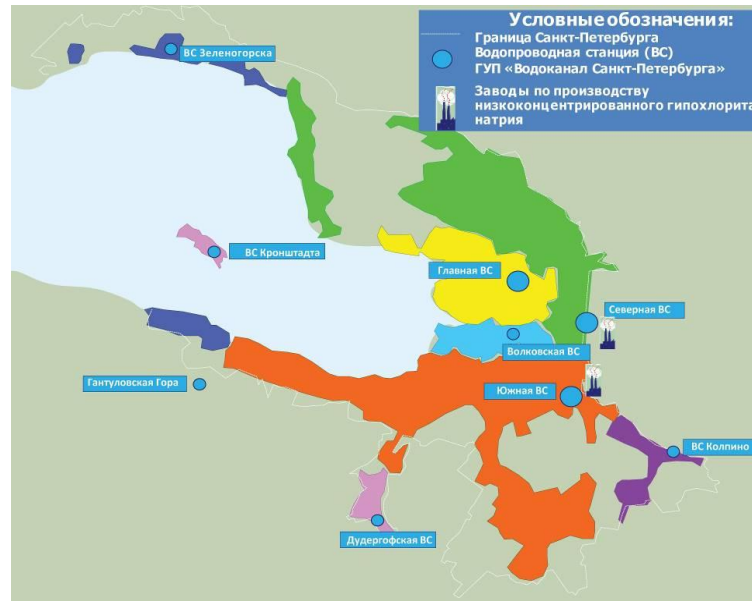 Условные обозначения:
Граница Санкт-Петербурга
Водопроводная станция (ВС)
ГУП «Водоканал Санкт-Петербурга»
Заводы по производству
низкоконцентрированного гипохлорита
натрия
ВС Зеленогорска
ВС Кронштадта
Главная ВС
Северная ВС
Волковская ВС
Гантуловская Гора
Южная ВС
ВС Колпино
Дудергофская ВС